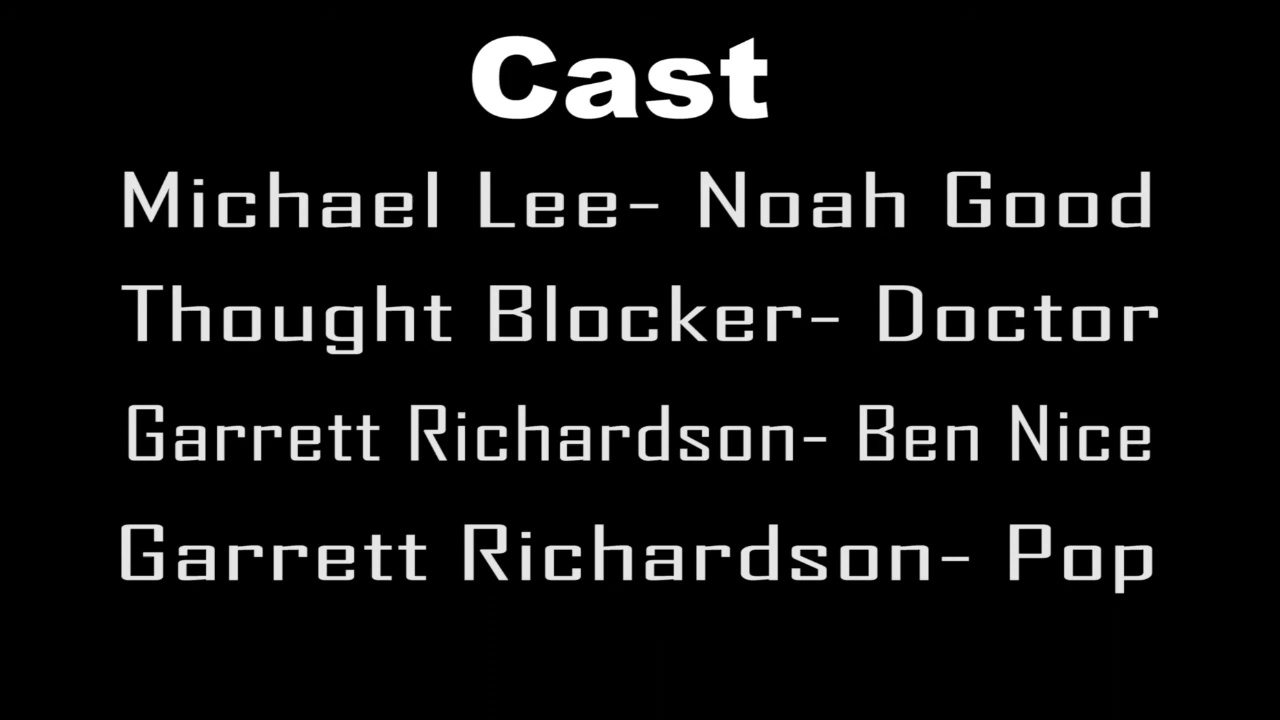 Cast
Michael Lee- Noah Good
Thought Blocker- Doctor
Garrett Richardson- Ben Nice
Garrett Richardson- Pop